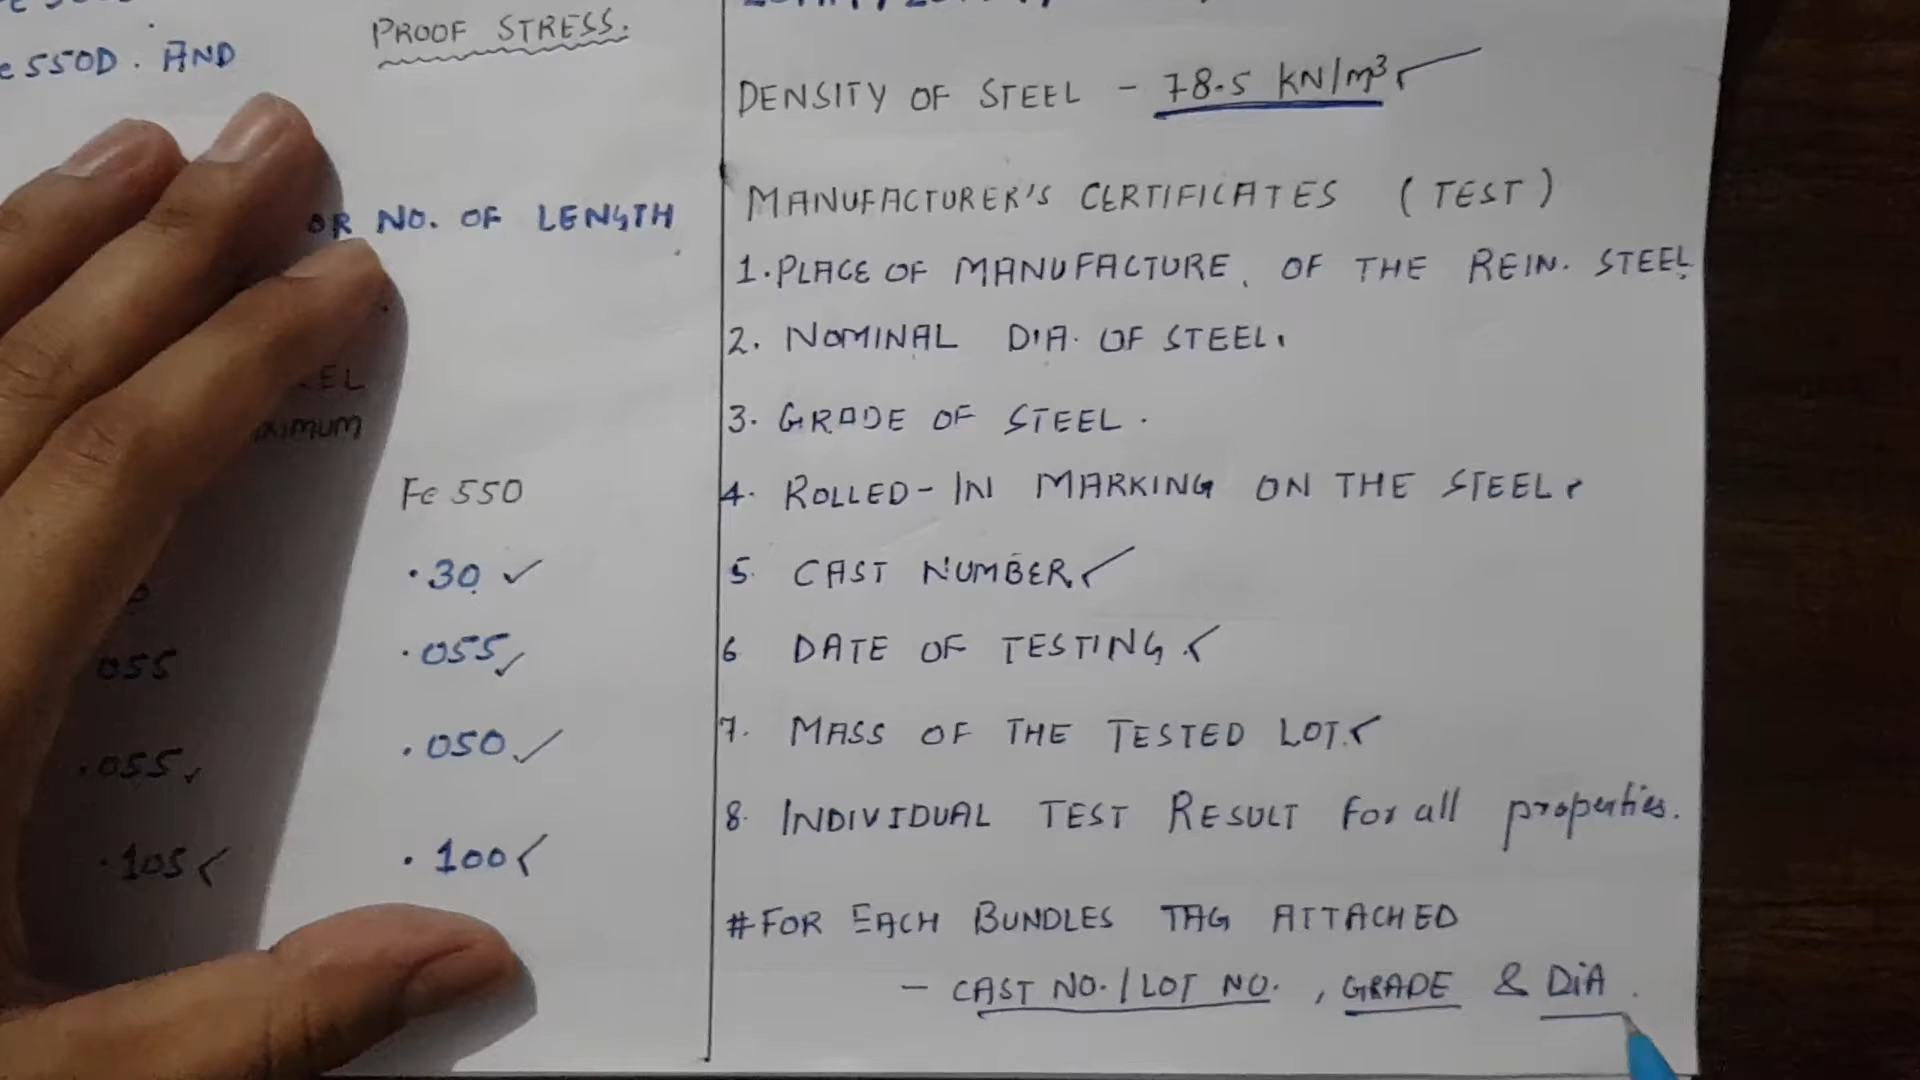 e 550D. AND
PROOF STRESS.
OR NO. OF LENGTH
Fe 550
.30
055 .055
.055 .050
.105 .100
DENSITY OF STEEL - 78.5 KN/m³
MANUFACTURER'S CERTIFICATES (TEST)
1. PLACE OF MANUFACTURE OF THE REIN. STEEL
2. NOMINAL DIA. OF STEEL.
3. GRADE OF STEEL.
4. ROLLED-IN MARKING ON THE STEEL
5. CAST NUMBER
6 DATE OF TESTING
7. MASS OF THE TESTED LOT.
8. INDIVIDUAL TEST RESULT for all properties.
#FOR EACH BUNDLES TAG ATTACHED
- CAST NO./LOT NO., GRADE & DIA.